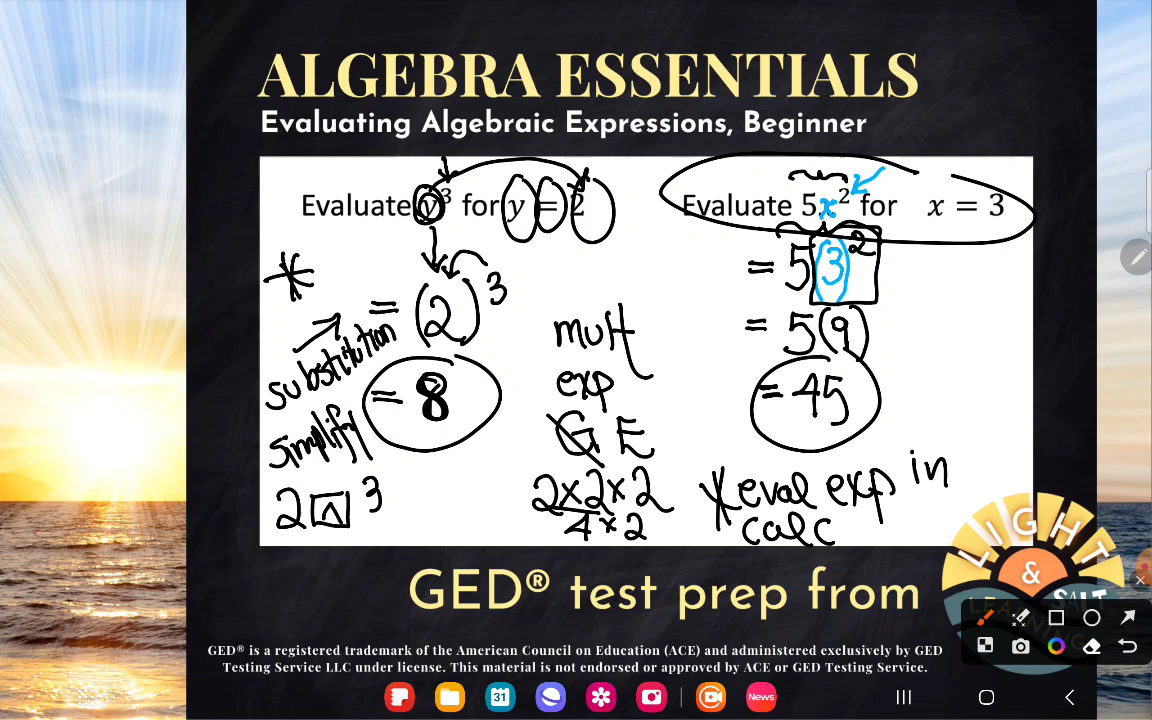 ALGEBRA ESSENTIALS
Evaluating Algebraic Expressions, Beginner
Evaluate y³ for y = 2
= (2)³
= 8
* substitution
simplify
2 ^ 3
mult
exp
GE
2×2×2
4×2
Evaluate 5x² for x = 3
= 5(3)²
= 5(9)
= 45
* eval exp in
calc
GED® test prep from
LIGHT
&
SALT
LEARNING
GED® is a registered trademark of the American Council on Education (ACE) and administered exclusively by GED
Testing Service LLC under license. This material is not endorsed or approved by ACE or GED Testing Service.
31
News